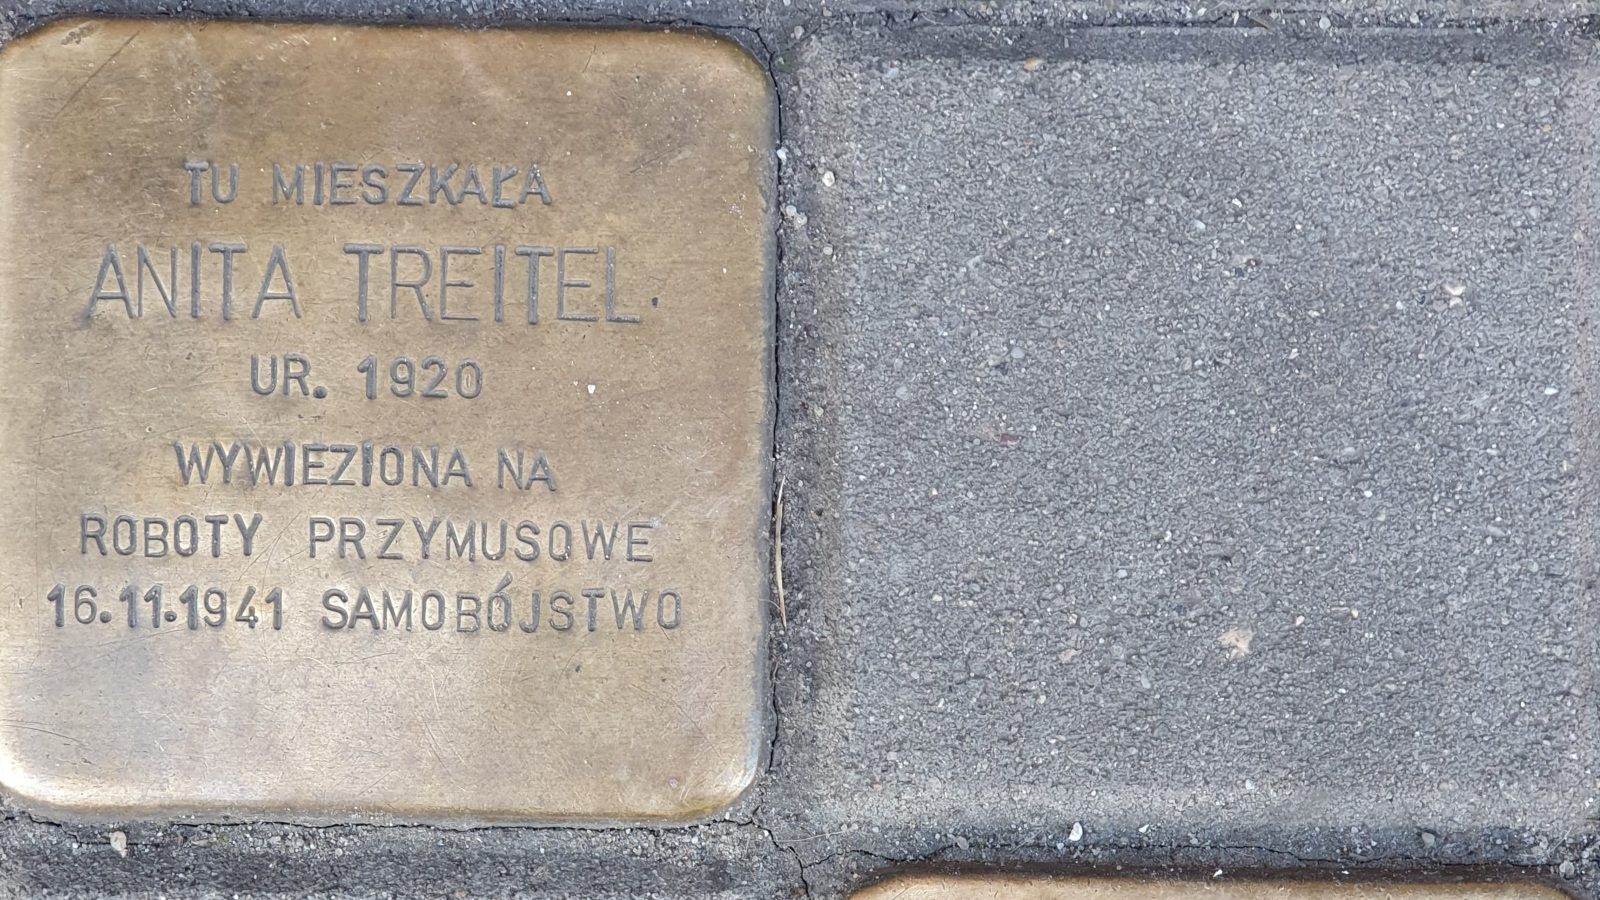 TU MIESZKAŁA
ANITA TREITEL
UR. 1920
WYWIEZIONA NA
ROBOTY PRZYMUSOWE
16.11.1941 SAMOBÓJSTWO